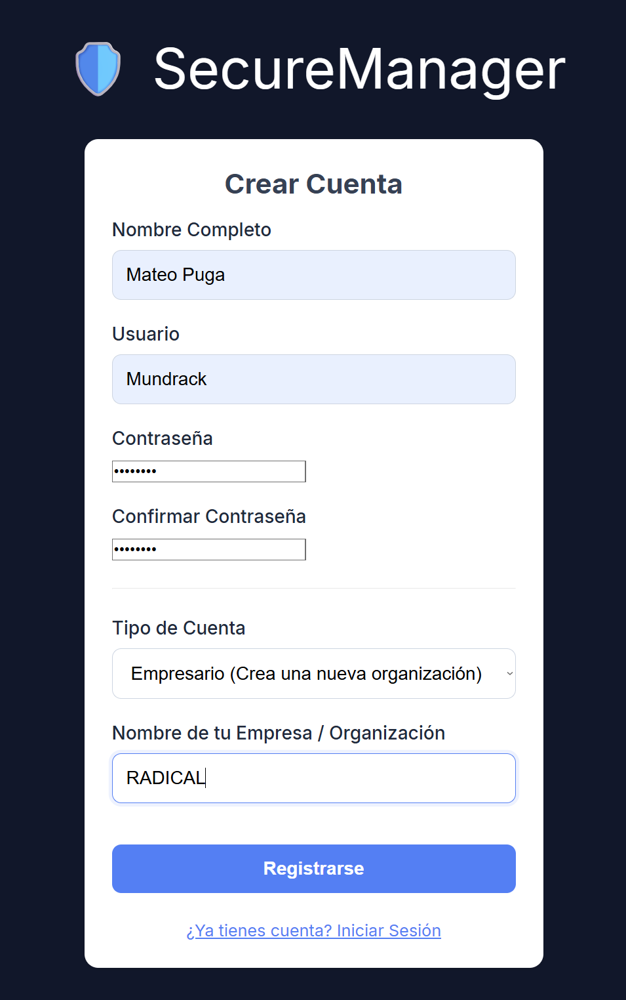 SecureManager
Crear Cuenta
Nombre Completo
Mateo Puga
Usuario
Mundrack
Contraseña
••••••••
Confirmar Contraseña
••••••••
Tipo de Cuenta
Empresario (Crea una nueva organización)
Nombre de tu Empresa / Organización
RADICAL
Registrarse
¿Ya tienes cuenta? Iniciar Sesión